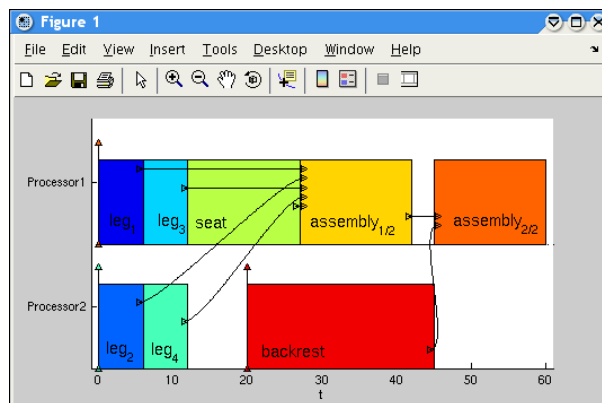 Figure 1
File Edit View Insert Tools Desktop Window Help
Processor1
leg1 leg3 seat assembly1/2 assembly2/2
Processor2
leg2 leg4 backrest
0 10 20 30 40 50 60
t